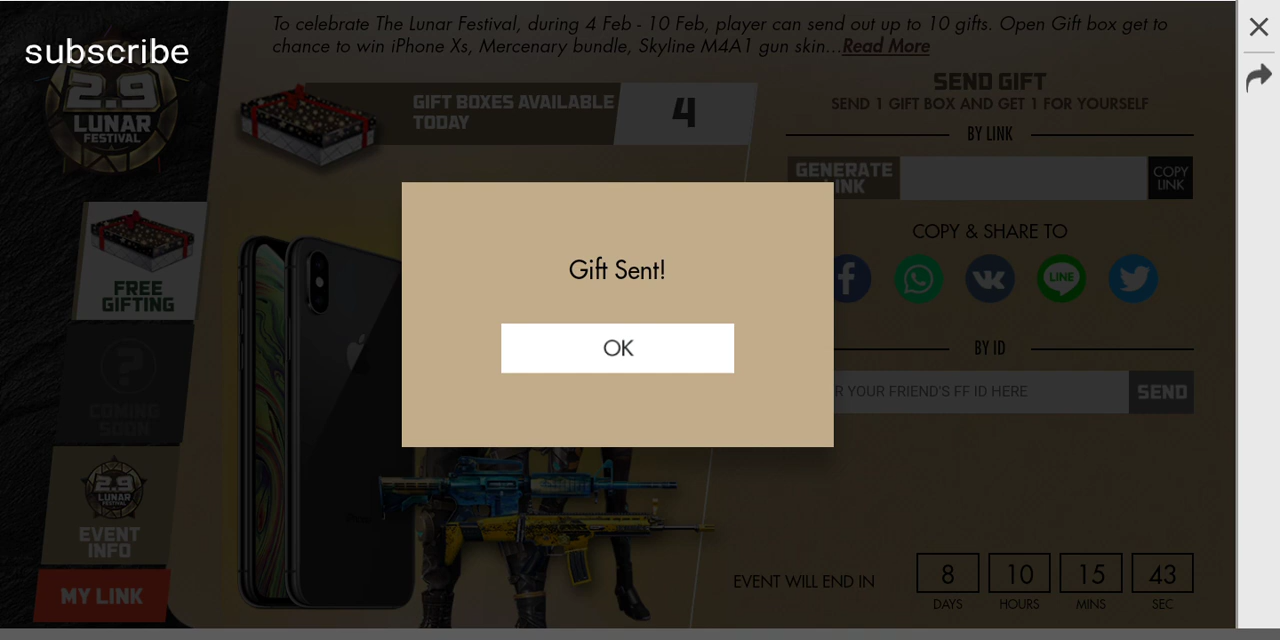 To celebrate The Lunar Festival, during 4 Feb - 10 Feb, player can send out up to 10 gifts. Open Gift box get to
chance to win iPhone Xs, Mercenary bundle, Skyline M4A1 gun skin...Read More
subscribe
2.9
LUNAR
FESTIVAL
GIFT BOXES AVAILABLE
TODAY
4
SEND GIFT
SEND 1 GIFT BOX AND GET 1 FOR YOURSELF
BY LINK
GENERATE
LINK
COPY
LINK
COPY & SHARE TO
LINE
FREE
GIFTING
Gift Sent!
OK
BY ID
R YOUR FRIEND'S FF ID HERE
SEND
?
COMING
SOON
2.9
LUNAR
FESTIVAL
EVENT
INFO
MY LINK
EVENT WILL END IN
8 10 15 43
DAYS HOURS MINS SEC